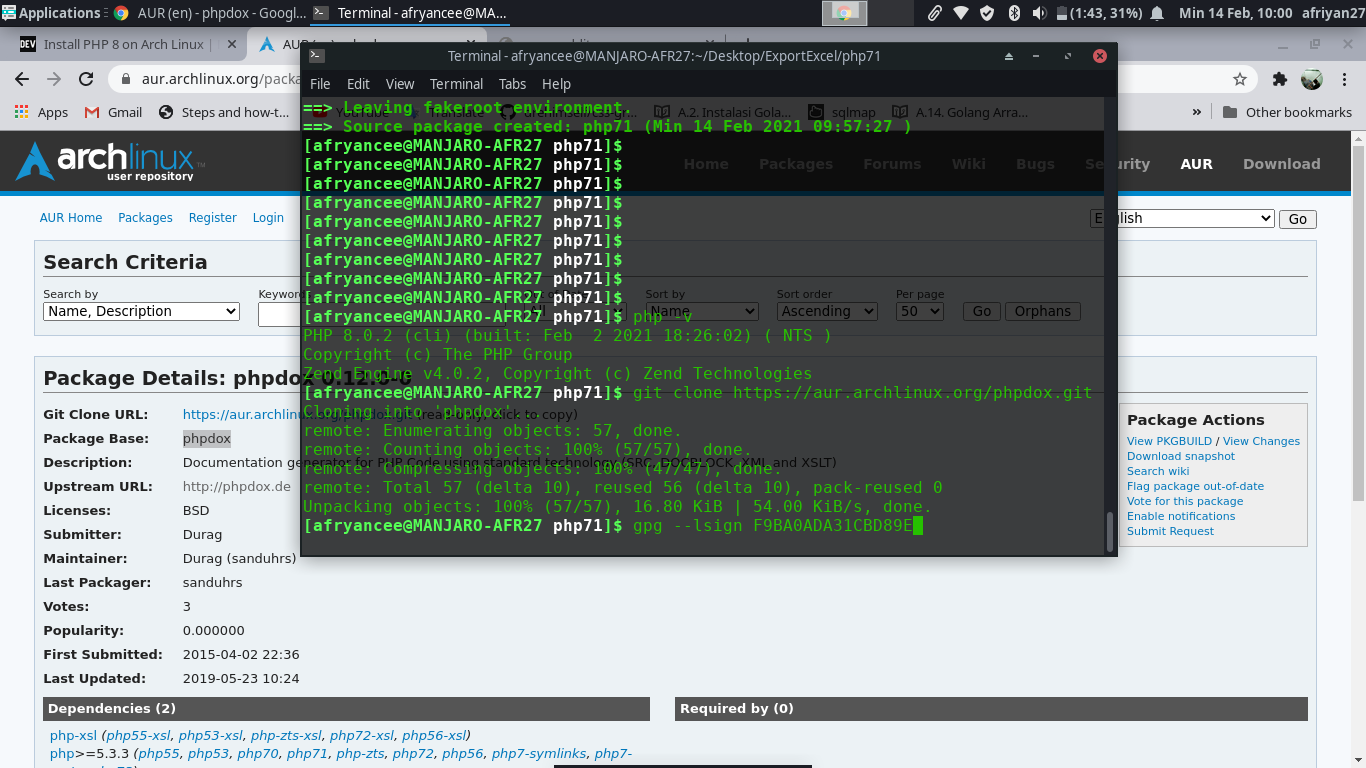 Applications
AUR (en) - phpdox - Googl...
Terminal - afryancee@MA...
(1:43, 31%)
Min 14 Feb, 10:00
afriyan27
DEV
Install PHP 8 on Arch Linux |
Terminal - afryancee@MANJARO-AFR27:~/Desktop/ExportExcel/php71
aur.archlinux.org/packa
File Edit View Terminal Tabs Help
Apps
Gmail
Steps and how-t...
YouTube
Translate
A.2. Instalasi Gola...
sqlmap
A.14. Golang Arra...
»
Other bookmarks
==> Leaving fakeroot environment.
==> Source package created: php71 (Min 14 Feb 2021 09:57:27 )
[afryancee@MANJARO-AFR27 php71]$
[afryancee@MANJARO-AFR27 php71]$
[afryancee@MANJARO-AFR27 php71]$
[afryancee@MANJARO-AFR27 php71]$
[afryancee@MANJARO-AFR27 php71]$
[afryancee@MANJARO-AFR27 php71]$
[afryancee@MANJARO-AFR27 php71]$
[afryancee@MANJARO-AFR27 php71]$
[afryancee@MANJARO-AFR27 php71]$
[afryancee@MANJARO-AFR27 php71]$ php -v
PHP 8.0.2 (cli) (built: Feb  2 2021 18:26:02) ( NTS )
Copyright (c) The PHP Group
Zend Engine v4.0.2, Copyright (c) Zend Technologies
[afryancee@MANJARO-AFR27 php71]$ git clone https://aur.archlinux.org/phpdox.git
Cloning into 'phpdox'...
remote: Enumerating objects: 57, done.
remote: Counting objects: 100% (57/57), done.
remote: Compressing objects: 100% (47/47), done.
remote: Total 57 (delta 10), reused 56 (delta 10), pack-reused 0
Unpacking objects: 100% (57/57), 16.80 KiB | 54.00 KiB/s, done.
[afryancee@MANJARO-AFR27 php71]$ gpg --lsign F9BA0ADA31CBD89E
archlinux
user repository
Home Packages Forums Wiki Bugs Security AUR Download
AUR Home Packages Register Login
English
Go
Search Criteria
Search by
Name, Description
Sort by
Name
Sort order
Ascending
Per page
50
Go
Orphans
Package Details: phpdox
Git Clone URL: https://aur.archlinu click to copy)
Package Base: phpdox
Description: Documentation generator for PHP Code using standard technology (SRC, DOCBLOCK, XML and XSLT)
Upstream URL: http://phpdox.de
Licenses: BSD
Submitter: Durag
Maintainer: Durag (sanduhrs)
Last Packager: sanduhrs
Votes: 3
Popularity: 0.000000
First Submitted: 2015-04-02 22:36
Last Updated: 2019-05-23 10:24
Package Actions
View PKGBUILD / View Changes
Download snapshot
Search wiki
Flag package out-of-date
Vote for this package
Enable notifications
Submit Request
Dependencies (2)
php-xsl (php55-xsl, php53-xsl, php-zts-xsl, php72-xsl, php56-xsl)
php>=5.3.3 (php55, php53, php70, php71, php-zts, php72, php56, php7-symlinks, php7-
Required by (0)